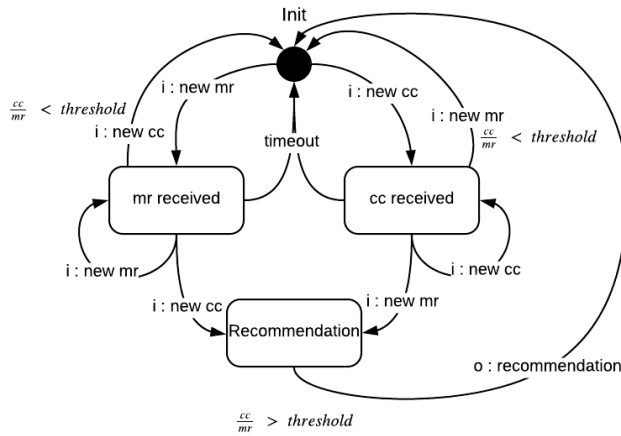 Init
i : new mr
i : new cc
cc/mr < threshold
i : new cc
i : new mr
cc/mr < threshold
timeout
mr received
cc received
i : new mr
i : new cc
i : new cc
i : new mr
Recommendation
o : recommendation
cc/mr > threshold